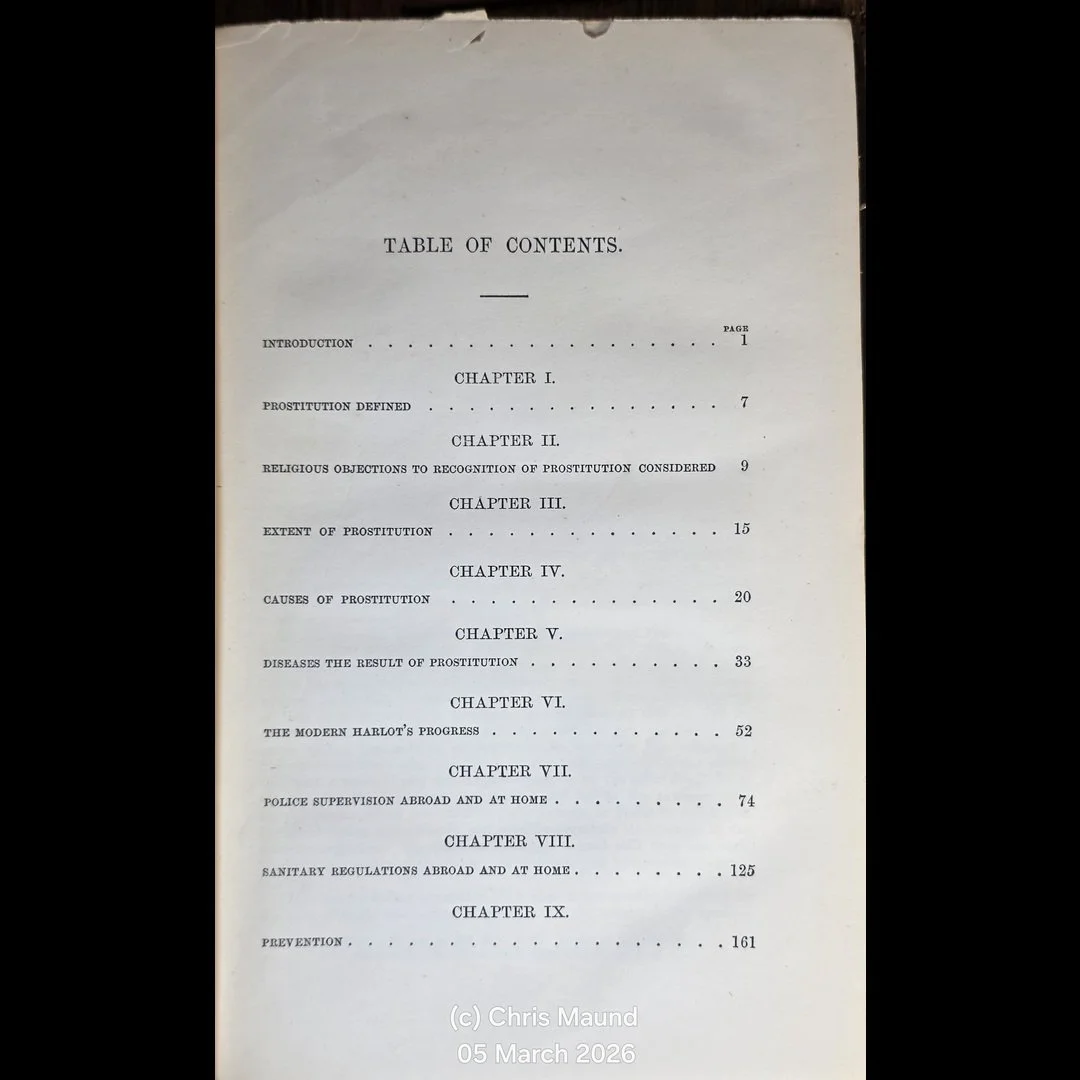 TABLE OF CONTENTS.
PAGE
INTRODUCTION . . . . . . . . . . . . . . . . . . 1
CHAPTER I.
PROSTITUTION DEFINED . . . . . . . . . . . . . . . 7
CHAPTER II.
RELIGIOUS OBJECTIONS TO RECOGNITION OF PROSTITUTION CONSIDERED 9
CHAPTER III.
EXTENT OF PROSTITUTION . . . . . . . . . . . . . . 15
CHAPTER IV.
CAUSES OF PROSTITUTION . . . . . . . . . . . . . . 20
CHAPTER V.
DISEASES THE RESULT OF PROSTITUTION . . . . . . . . . . 33
CHAPTER VI.
THE MODERN HARLOT'S PROGRESS . . . . . . . . . . . . 52
CHAPTER VII.
POLICE SUPERVISION ABROAD AND AT HOME . . . . . . . . . 74
CHAPTER VIII.
SANITARY REGULATIONS ABROAD AND AT HOME . . . . . . . . 125
CHAPTER IX.
PREVENTION . . . . . . . . . . . . . . . . . . . 161
(c) Chris Maund
05 March 2026